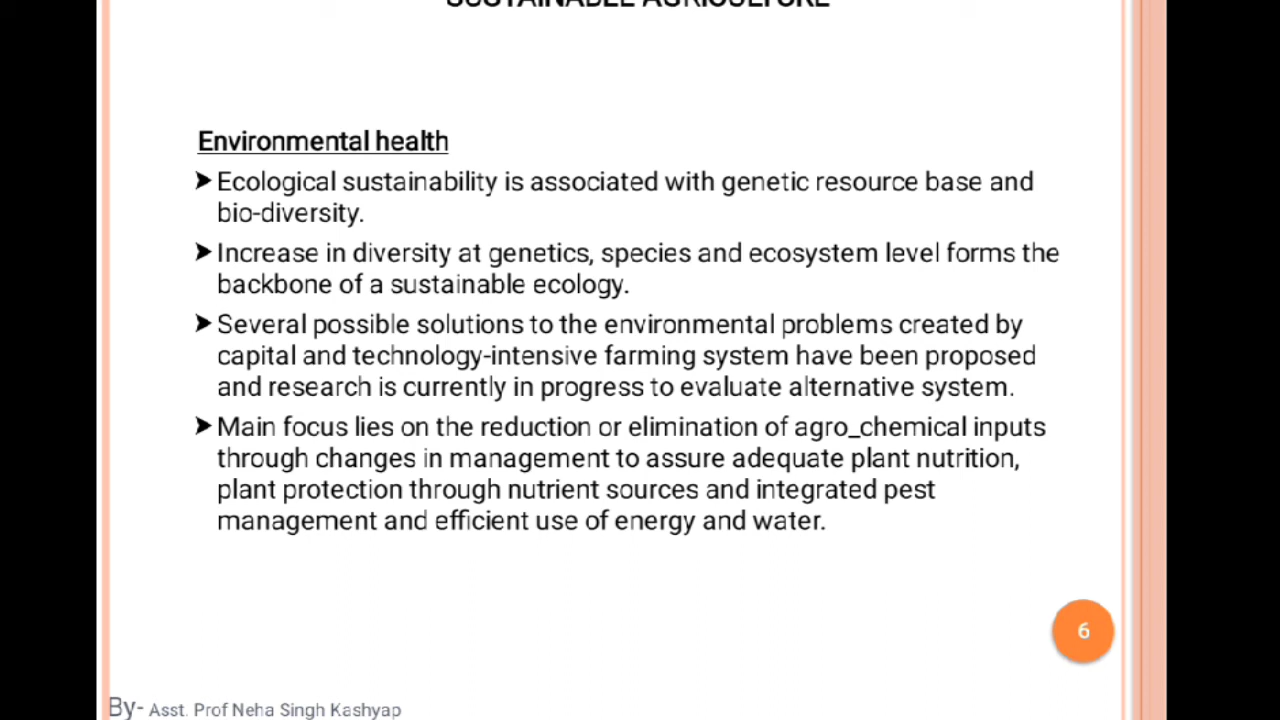 SUSTAINABLE AGRICULTURE
Environmental health
➤Ecological sustainability is associated with genetic resource base and
bio-diversity.
➤Increase in diversity at genetics, species and ecosystem level forms the
backbone of a sustainable ecology.
➤Several possible solutions to the environmental problems created by
capital and technology-intensive farming system have been proposed
and research is currently in progress to evaluate alternative system.
➤Main focus lies on the reduction or elimination of agro_chemical inputs
through changes in management to assure adequate plant nutrition,
plant protection through nutrient sources and integrated pest
management and efficient use of energy and water.
6
By- Asst. Prof Neha Singh Kashyap